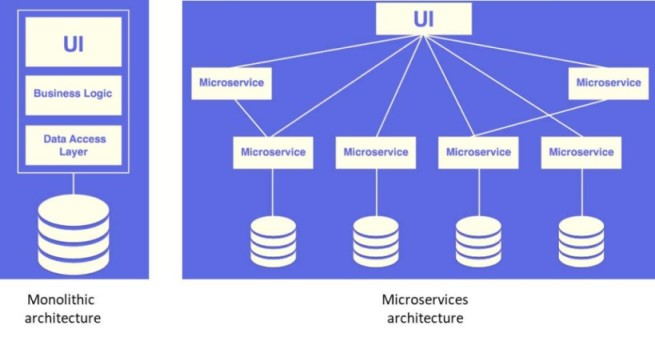 UI
Business Logic
Data Access
Layer
Monolithic
architecture
UI
Microservice
Microservice
Microservice
Microservice
Microservice
Microservice
Microservices
architecture